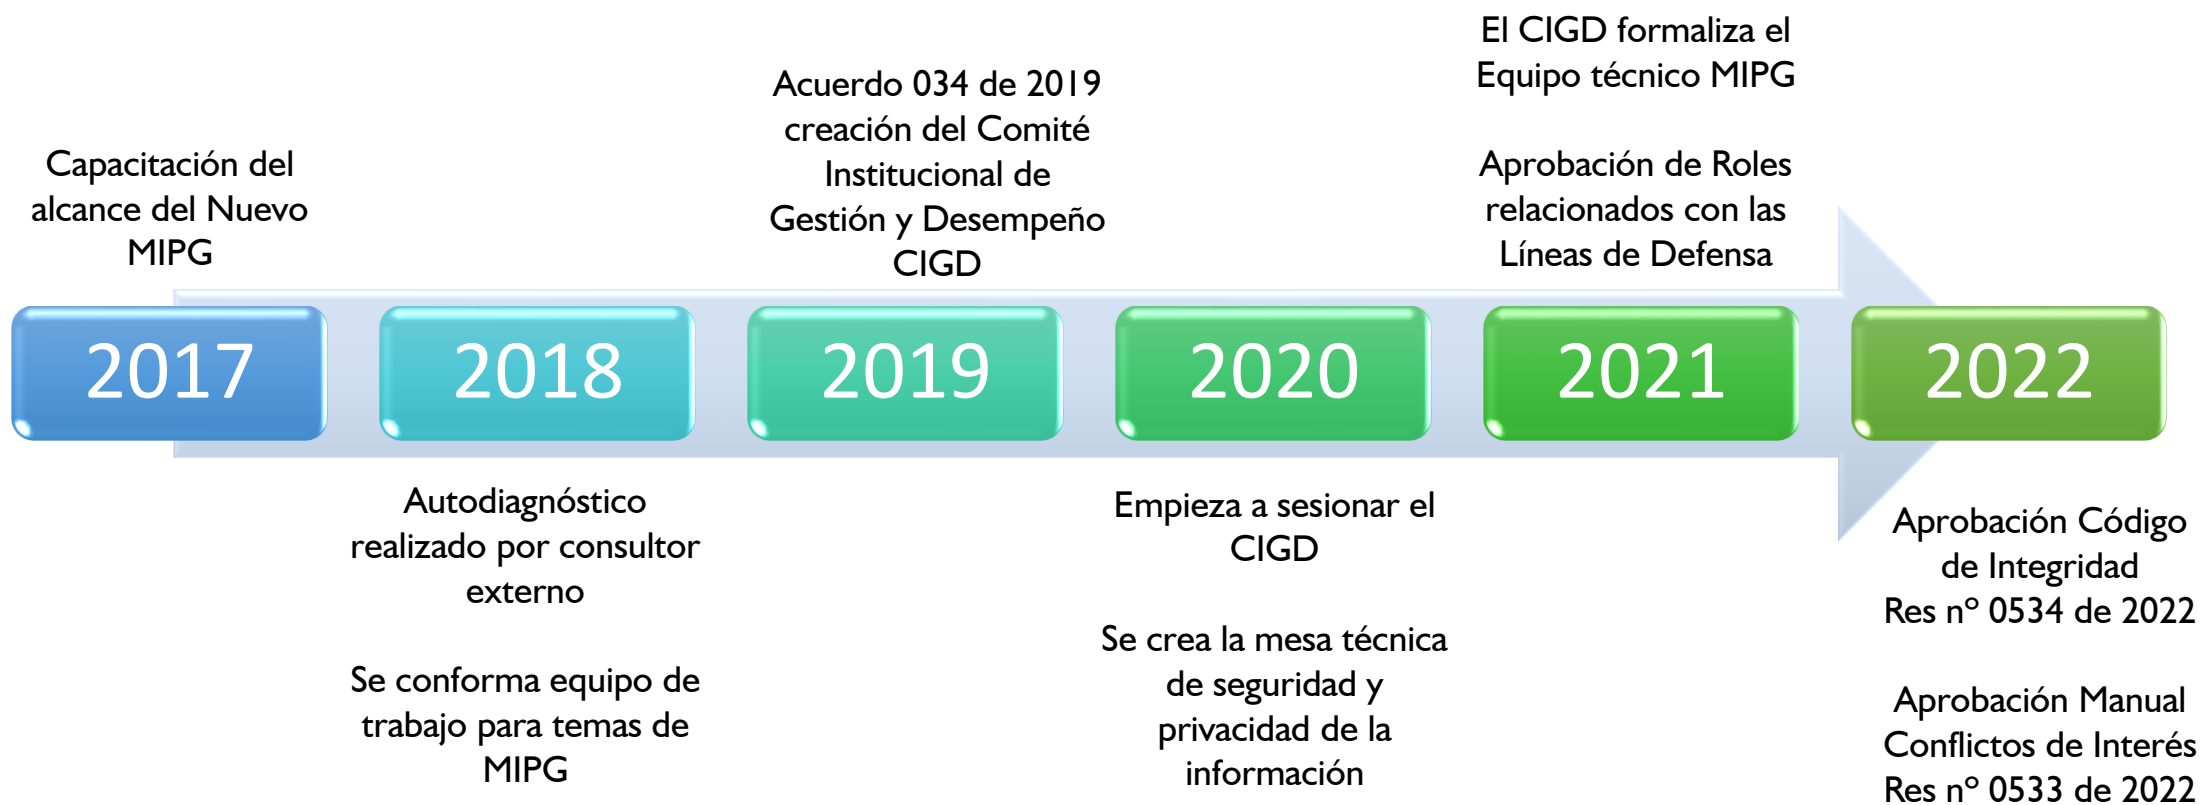 Capacitación del
alcance del Nuevo
MIPG
2017
2018
Autodiagnóstico
realizado por consultor
externo
Se conforma equipo de
trabajo para temas de
MIPG
Acuerdo 034 de 2019
creación del Comité
Institucional de
Gestión y Desempeño
CIGD
2019
2020
Empieza a sesionar el
CIGD
Se crea la mesa técnica
de seguridad y
privacidad de la
información
El CIGD formaliza el
Equipo técnico MIPG
Aprobación de Roles
relacionados con las
Líneas de Defensa
2021
2022
Aprobación Código
de Integridad
Res nº 0534 de 2022
Aprobación Manual
Conflictos de Interés
Res nº 0533 de 2022